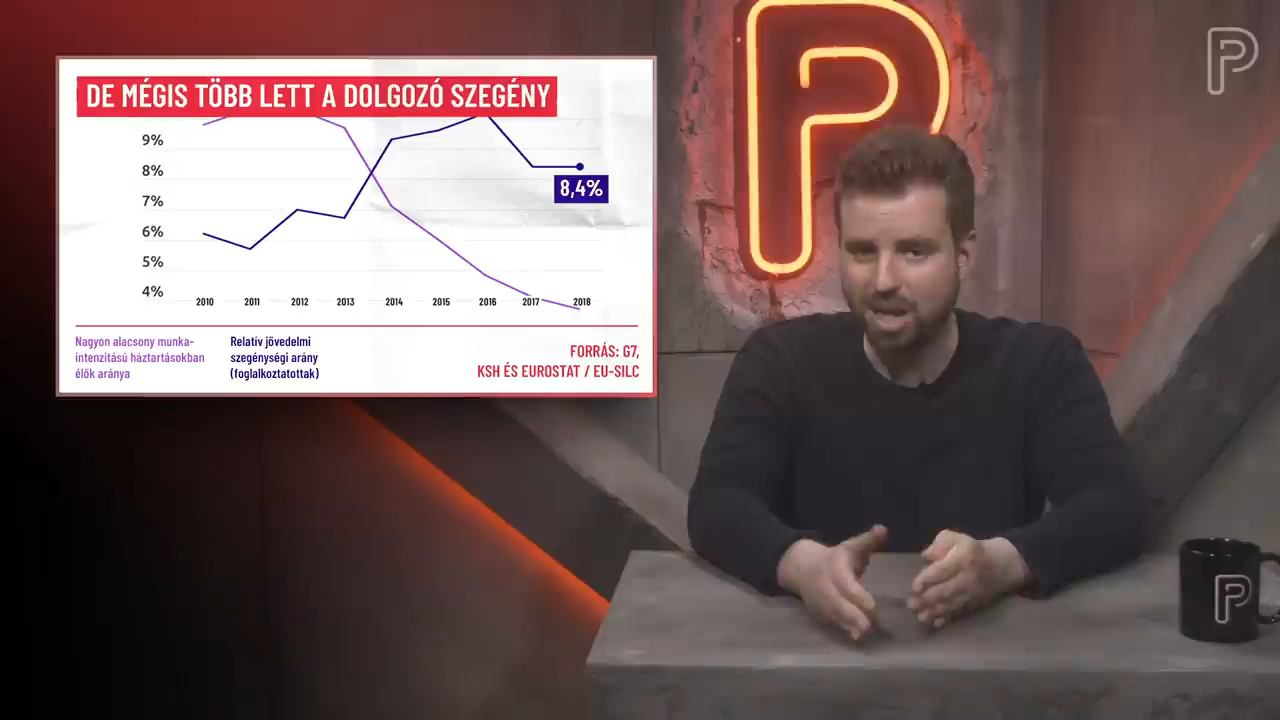 DE MÉGIS TÖBB LETT A DOLGOZÓ SZEGÉNY
9%
8%
7%
6%
5%
4%
8,4%
2010 2011 2012 2013 2014 2015 2016 2017 2018
Nagyon alacsony munka-
intenzitású háztartásokban
élők aránya
Relatív jövedelmi
szegénységi arány
(foglalkoztatottak)
FORRÁS: G7,
KSH ÉS EUROSTAT / EU-SILC
P
P
P